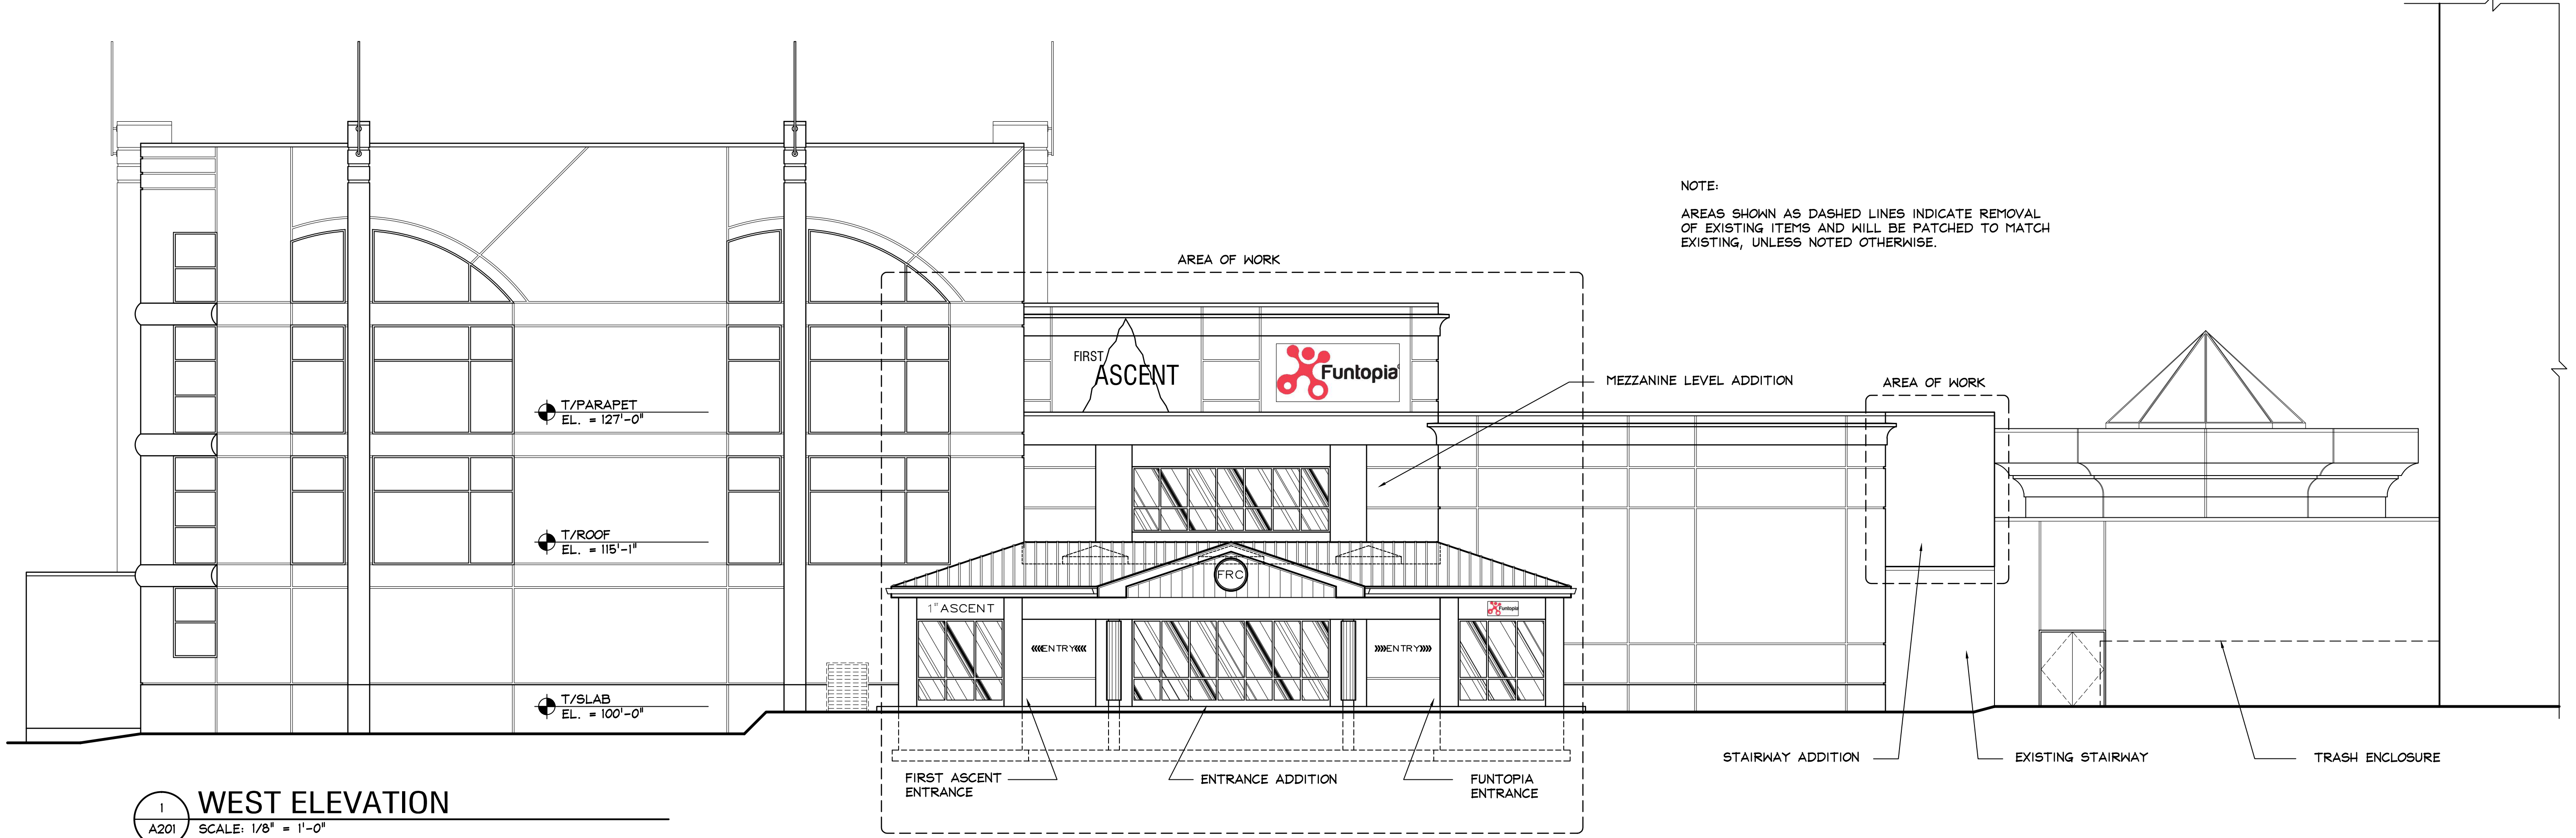 NOTE:
AREAS SHOWN AS DASHED LINES INDICATE REMOVAL
OF EXISTING ITEMS AND WILL BE PATCHED TO MATCH
EXISTING, UNLESS NOTED OTHERWISE.
AREA OF WORK
FIRST
ASCENT
Funtopia
MEZZANINE LEVEL ADDITION
AREA OF WORK
T/PARAPET
EL. = 127'-0"
T/ROOF
EL. = 115'-1"
FRC
1ST ASCENT
Funtopia
««ENTRY««
»»ENTRY»»
T/SLAB
EL. = 100'-0"
FIRST ASCENT
ENTRANCE
ENTRANCE ADDITION
FUNTOPIA
ENTRANCE
STAIRWAY ADDITION
EXISTING STAIRWAY
TRASH ENCLOSURE
1
A201
WEST ELEVATION
SCALE: 1/8" = 1'-0"